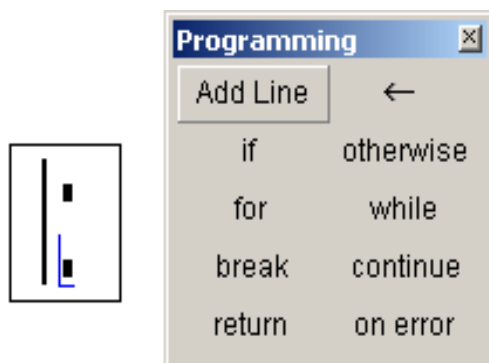 Programming
Add Line ←
if otherwise
for while
break continue
return on error